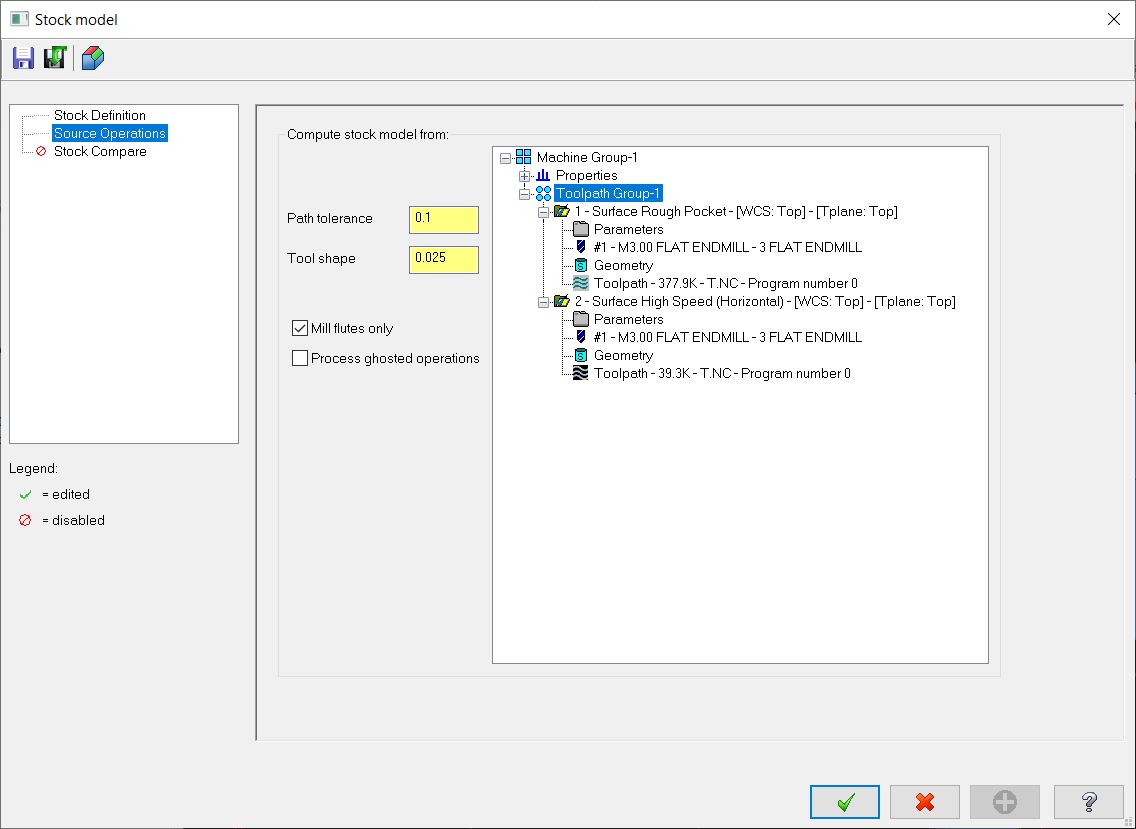 Stock model
Stock Definition
Source Operations
Stock Compare
Legend:
= edited
= disabled
Compute stock model from:
Path tolerance
0.1
Tool shape
0.025
Mill flutes only
Process ghosted operations
Machine Group-1
Properties
Toolpath Group-1
1 - Surface Rough Pocket - [WCS: Top] - [Tplane: Top]
Parameters
#1 - M3.00 FLAT ENDMILL - 3 FLAT ENDMILL
Geometry
Toolpath - 377.9K - T.NC - Program number 0
2 - Surface High Speed (Horizontal) - [WCS: Top] - [Tplane: Top]
Parameters
#1 - M3.00 FLAT ENDMILL - 3 FLAT ENDMILL
Geometry
Toolpath - 39.3K - T.NC - Program number 0